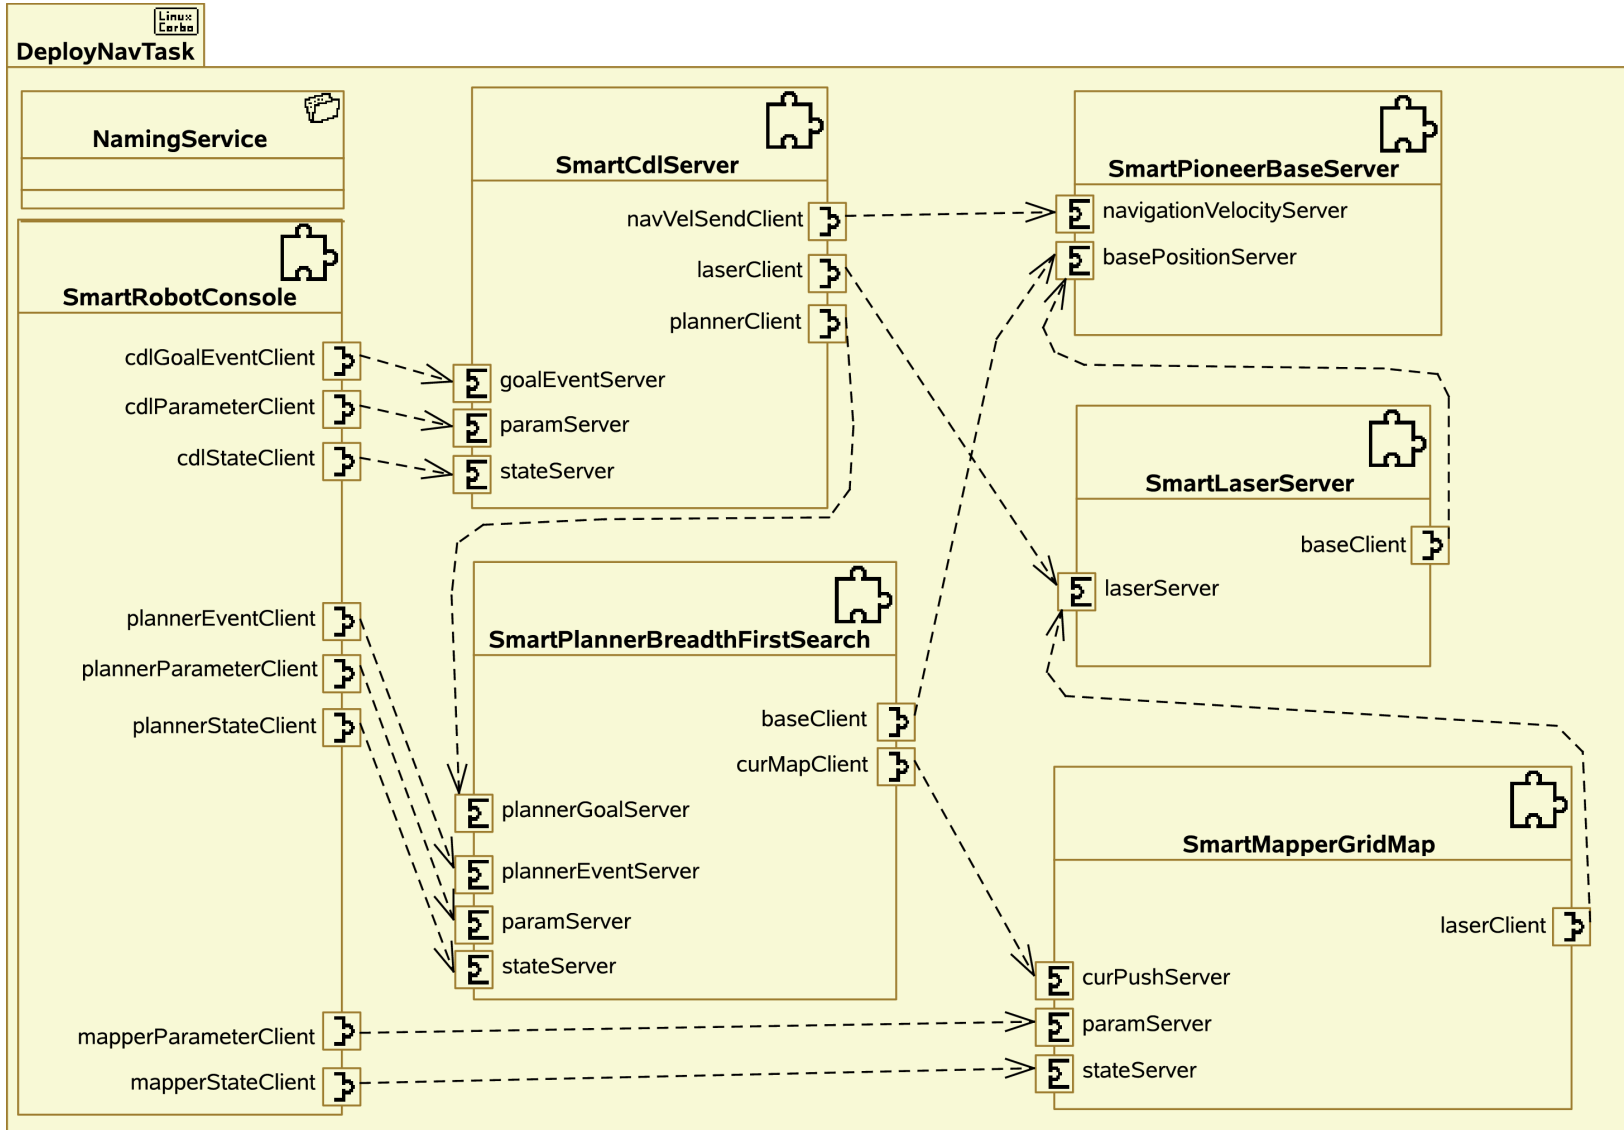 Linux
Corba
DeployNavTask
NamingService
SmartRobotConsole
cdlGoalEventClient
cdlParameterClient
cdlStateClient
plannerEventClient
plannerParameterClient
plannerStateClient
mapperParameterClient
mapperStateClient
SmartCdlServer
navVelSendClient
laserClient
plannerClient
goalEventServer
paramServer
stateServer
SmartPlannerBreadthFirstSearch
baseClient
curMapClient
plannerGoalServer
plannerEventServer
paramServer
stateServer
SmartPioneerBaseServer
navigationVelocityServer
basePositionServer
SmartLaserServer
baseClient
laserServer
SmartMapperGridMap
laserClient
curPushServer
paramServer
stateServer